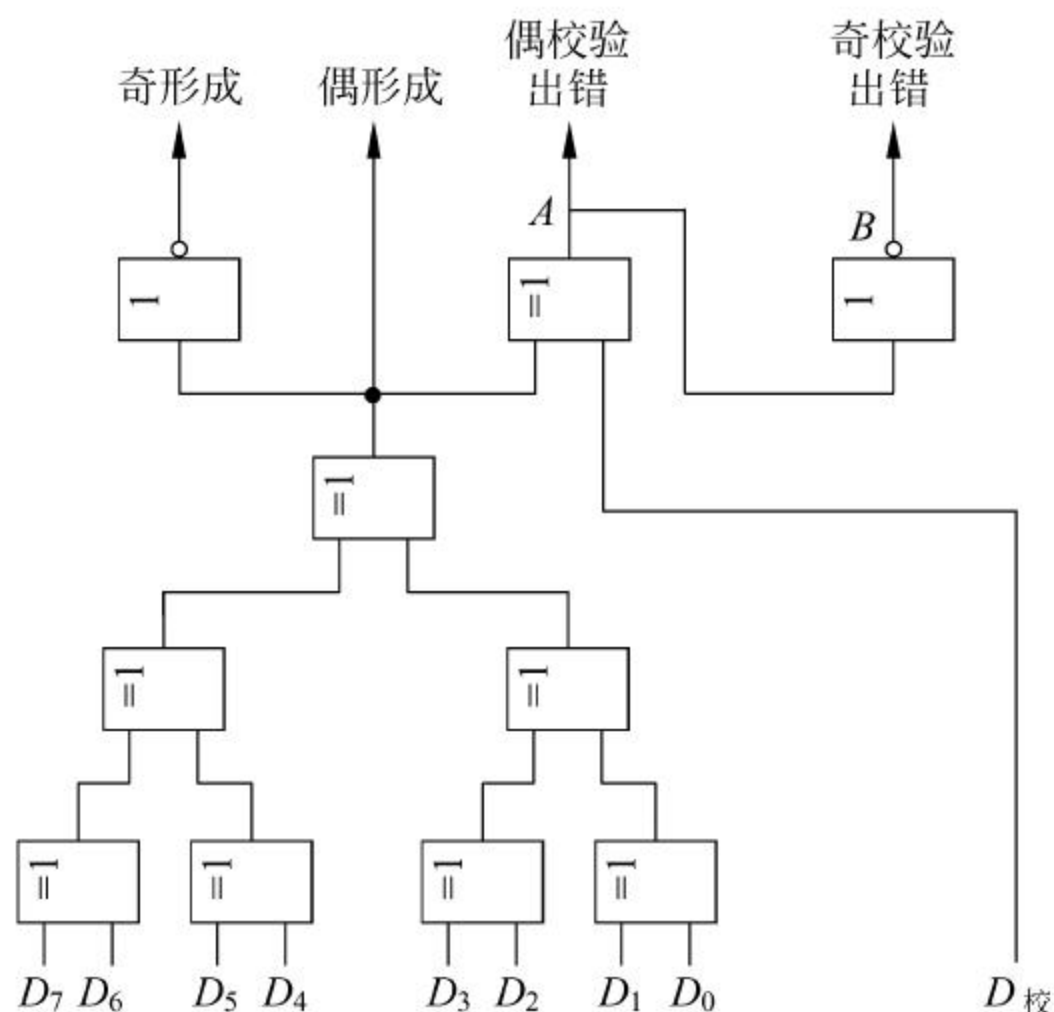 奇形成
偶形成
偶校验
出错
奇校验
出错
A
B
1
=1
1
=1
=1
=1
=1
=1
=1
=1
D₇ D₆
D₅ D₄
D₃ D₂
D₁ D₀
D校